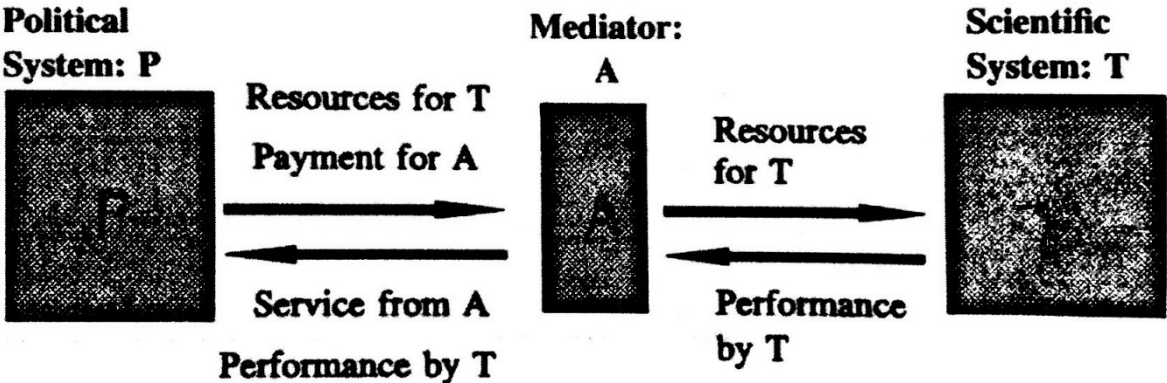 Political
System: P
Mediator:
A
Scientific
System: T
Resources for T
Payment for A
Resources
for T
P
A
T
Service from A
Performance by T
Performance
by T